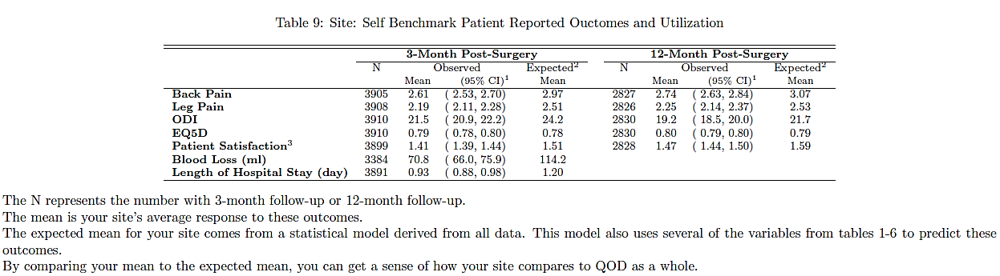 Table 9: Site: Self Benchmark Patient Reported Ouctomes and Utilization
3-Month Post-Surgery 12-Month Post-Surgery
N Observed Expected² N Observed Expected²
Mean (95% CI)¹ Mean Mean (95% CI)¹ Mean
Back Pain 3905 2.61 ( 2.53, 2.70) 2.97 2827 2.74 ( 2.63, 2.84) 3.07
Leg Pain 3908 2.19 ( 2.11, 2.28) 2.51 2826 2.25 ( 2.14, 2.37) 2.53
ODI 3910 21.5 ( 20.9, 22.2) 24.2 2830 19.2 ( 18.5, 20.0) 21.7
EQ5D 3910 0.79 ( 0.78, 0.80) 0.78 2830 0.80 ( 0.79, 0.80) 0.79
Patient Satisfaction³ 3899 1.41 ( 1.39, 1.44) 1.51 2828 1.47 ( 1.44, 1.50) 1.59
Blood Loss (ml) 3384 70.8 ( 66.0, 75.9) 114.2
Length of Hospital Stay (day) 3891 0.93 ( 0.88, 0.98) 1.20
The N represents the number with 3-month follow-up or 12-month follow-up.
The mean is your site's average response to these outcomes.
The expected mean for your site comes from a statistical model derived from all data. This model also uses several of the variables from tables 1-6 to predict these
outcomes.
By comparing your mean to the expected mean, you can get a sense of how your site compares to QOD as a whole.